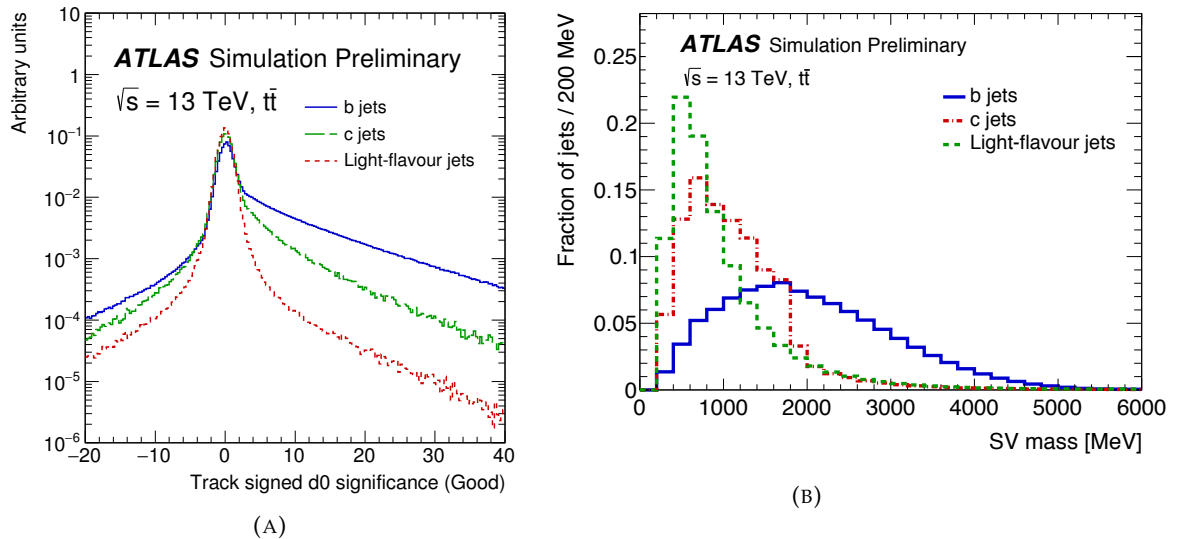 Arbitrary units
ATLAS Simulation Preliminary
√s = 13 TeV, tt̄
b jets
c jets
Light-flavour jets
10
1
10⁻¹
10⁻²
10⁻³
10⁻⁴
10⁻⁵
10⁻⁶
−20 −10 0 10 20 30 40
Track signed d0 significance (Good)
(A)
Fraction of jets / 200 MeV
ATLAS Simulation Preliminary
√s = 13 TeV, tt̄
b jets
c jets
Light-flavour jets
0.25
0.2
0.15
0.1
0.05
0
0 1000 2000 3000 4000 5000 6000
SV mass [MeV]
(B)